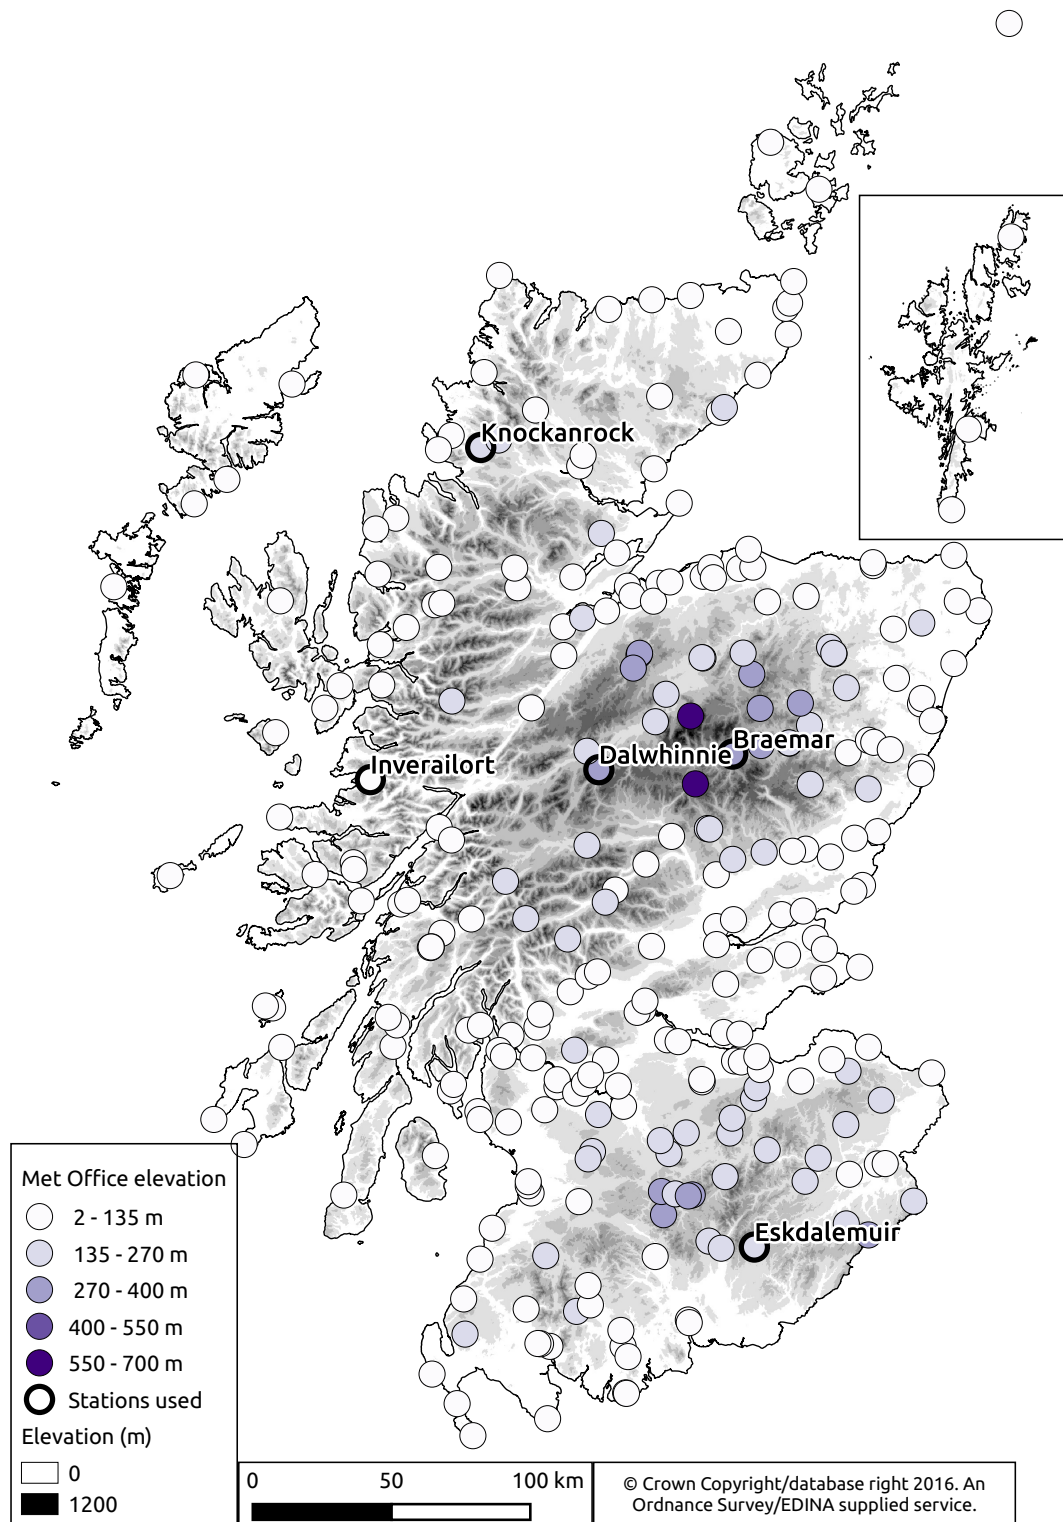 Knockanrock
Braemar
Dalwhinnie
Inverailort
Eskdalemuir
Met Office elevation
2 - 135 m
135 - 270 m
270 - 400 m
400 - 550 m
550 - 700 m
Stations used
Elevation (m)
0
1200
0 50 100 km
© Crown Copyright/database right 2016. An
Ordnance Survey/EDINA supplied service.